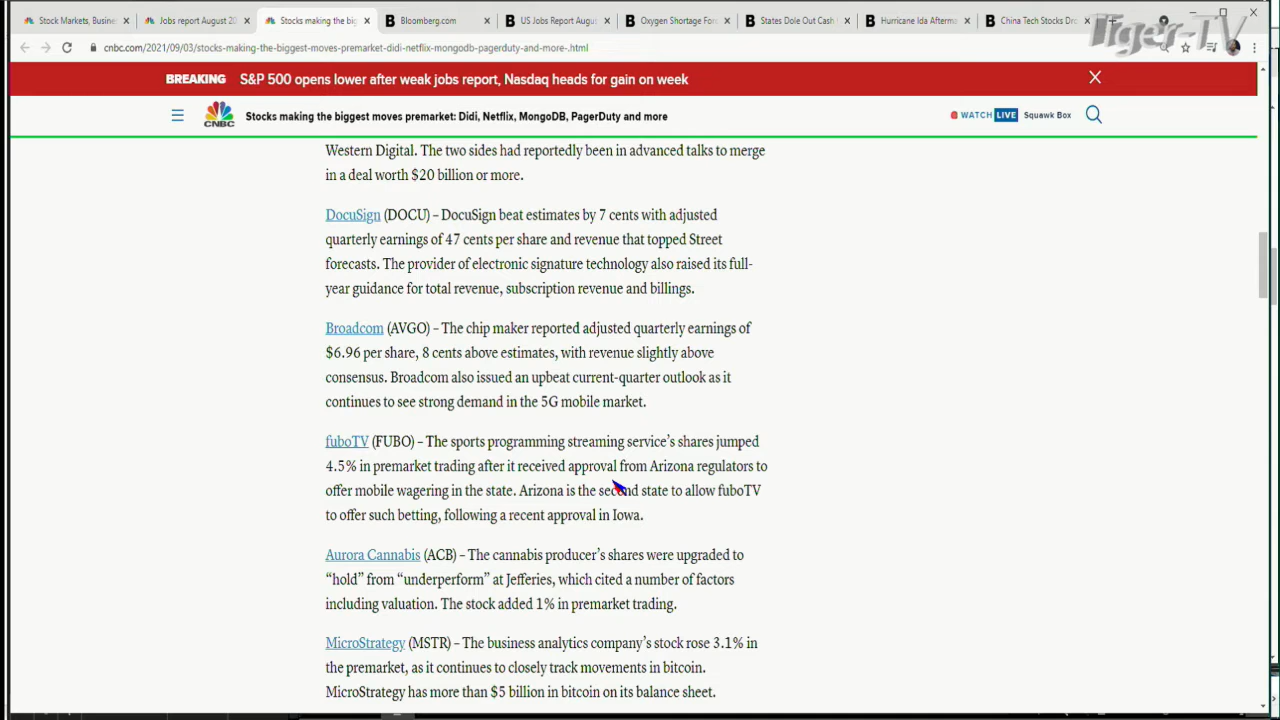 Stock Markets, Busine
Jobs report August 20
Stocks making the big
Bloomberg.com
US Jobs Report Augus
Oxygen Shortage For
States Dole Out Cash
Hurricane Ida Afterma
China Tech Stocks Dro
Tiger-TV
cnbc.com/2021/09/03/stocks-making-the-biggest-moves-premarket-didi-netflix-mongodb-pagerduty-and-more-.html
BREAKING S&P 500 opens lower after weak jobs report, Nasdaq heads for gain on week
CNBC
Stocks making the biggest moves premarket: Didi, Netflix, MongoDB, PagerDuty and more
WATCH LIVE Squawk Box
Western Digital. The two sides had reportedly been in advanced talks to merge
in a deal worth $20 billion or more.
DocuSign (DOCU) – DocuSign beat estimates by 7 cents with adjusted
quarterly earnings of 47 cents per share and revenue that topped Street
forecasts. The provider of electronic signature technology also raised its full-
year guidance for total revenue, subscription revenue and billings.
Broadcom (AVGO) – The chip maker reported adjusted quarterly earnings of
$6.96 per share, 8 cents above estimates, with revenue slightly above
consensus. Broadcom also issued an upbeat current-quarter outlook as it
continues to see strong demand in the 5G mobile market.
fuboTV (FUBO) – The sports programming streaming service's shares jumped
4.5% in premarket trading after it received approval from Arizona regulators to
offer mobile wagering in the state. Arizona is the second state to allow fuboTV
to offer such betting, following a recent approval in Iowa.
Aurora Cannabis (ACB) – The cannabis producer's shares were upgraded to
“hold” from “underperform” at Jefferies, which cited a number of factors
including valuation. The stock added 1% in premarket trading.
MicroStrategy (MSTR) – The business analytics company's stock rose 3.1% in
the premarket, as it continues to closely track movements in bitcoin.
MicroStrategy has more than $5 billion in bitcoin on its balance sheet.